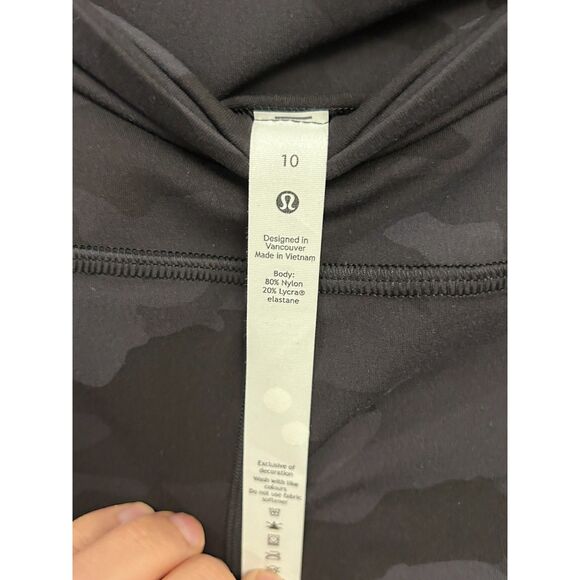 10
Designed in
Vancouver
Made in Vietnam
Body:
80% Nylon
20% Lycra®
elastane
Exclusive of
decoration
Wash with like
colours
Do not use fabric
softener